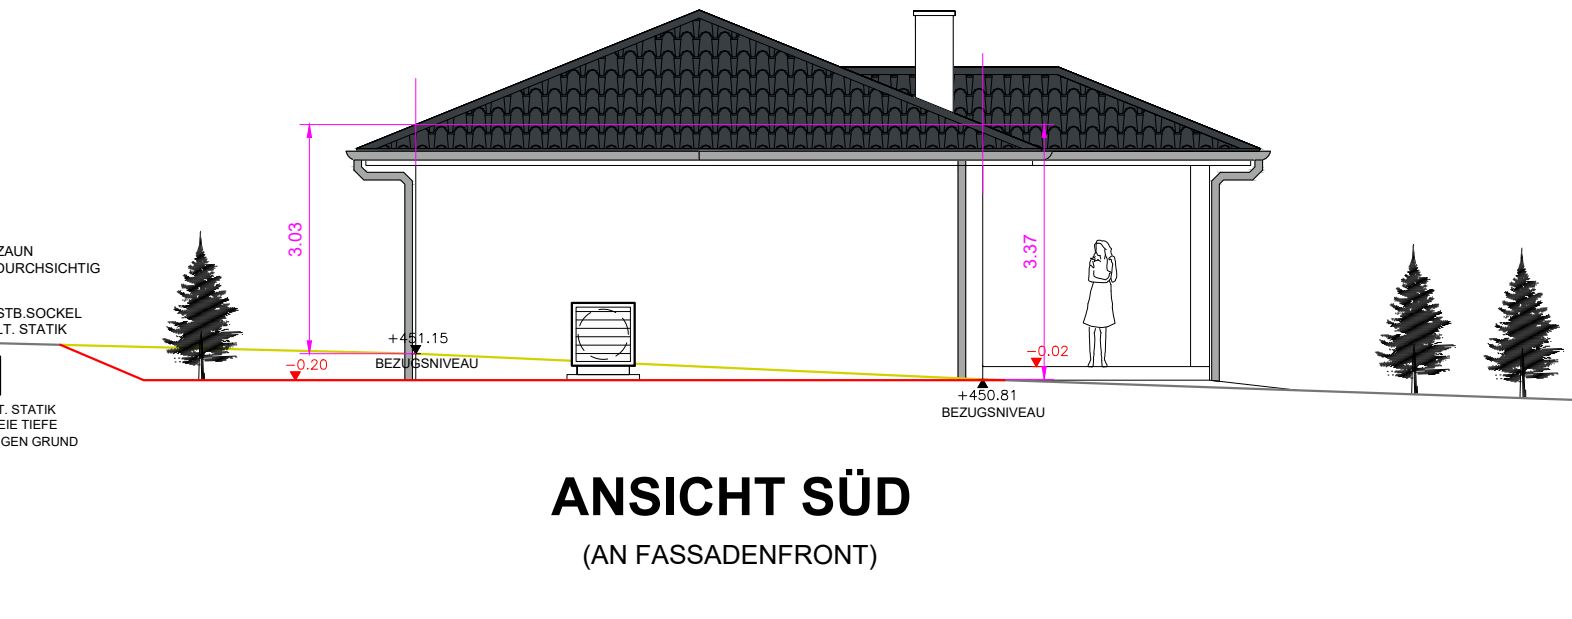 ZAUN
DURCHSICHTIG
STB.SOCKEL
LT. STATIK
T. STATIK
EIE TIEFE
GEN GRUND
3.03
+451.15
BEZUGSNIVEAU
-0.20
3.37
-0.02
+450.81
BEZUGSNIVEAU
ANSICHT SÜD
(AN FASSADENFRONT)